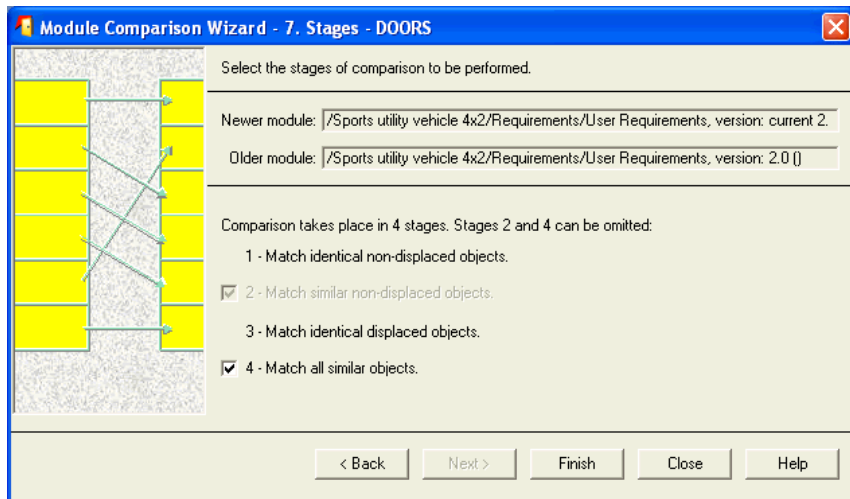 Module Comparison Wizard - 7. Stages - DOORS
Select the stages of comparison to be performed.
Newer module: /Sports utility vehicle 4x2/Requirements/User Requirements, version: current 2.
Older module: /Sports utility vehicle 4x2/Requirements/User Requirements, version: 2.0 ()
Comparison takes place in 4 stages. Stages 2 and 4 can be omitted:
1 - Match identical non-displaced objects.
2 - Match similar non-displaced objects.
3 - Match identical displaced objects.
4 - Match all similar objects.
< Back Next > Finish Close Help